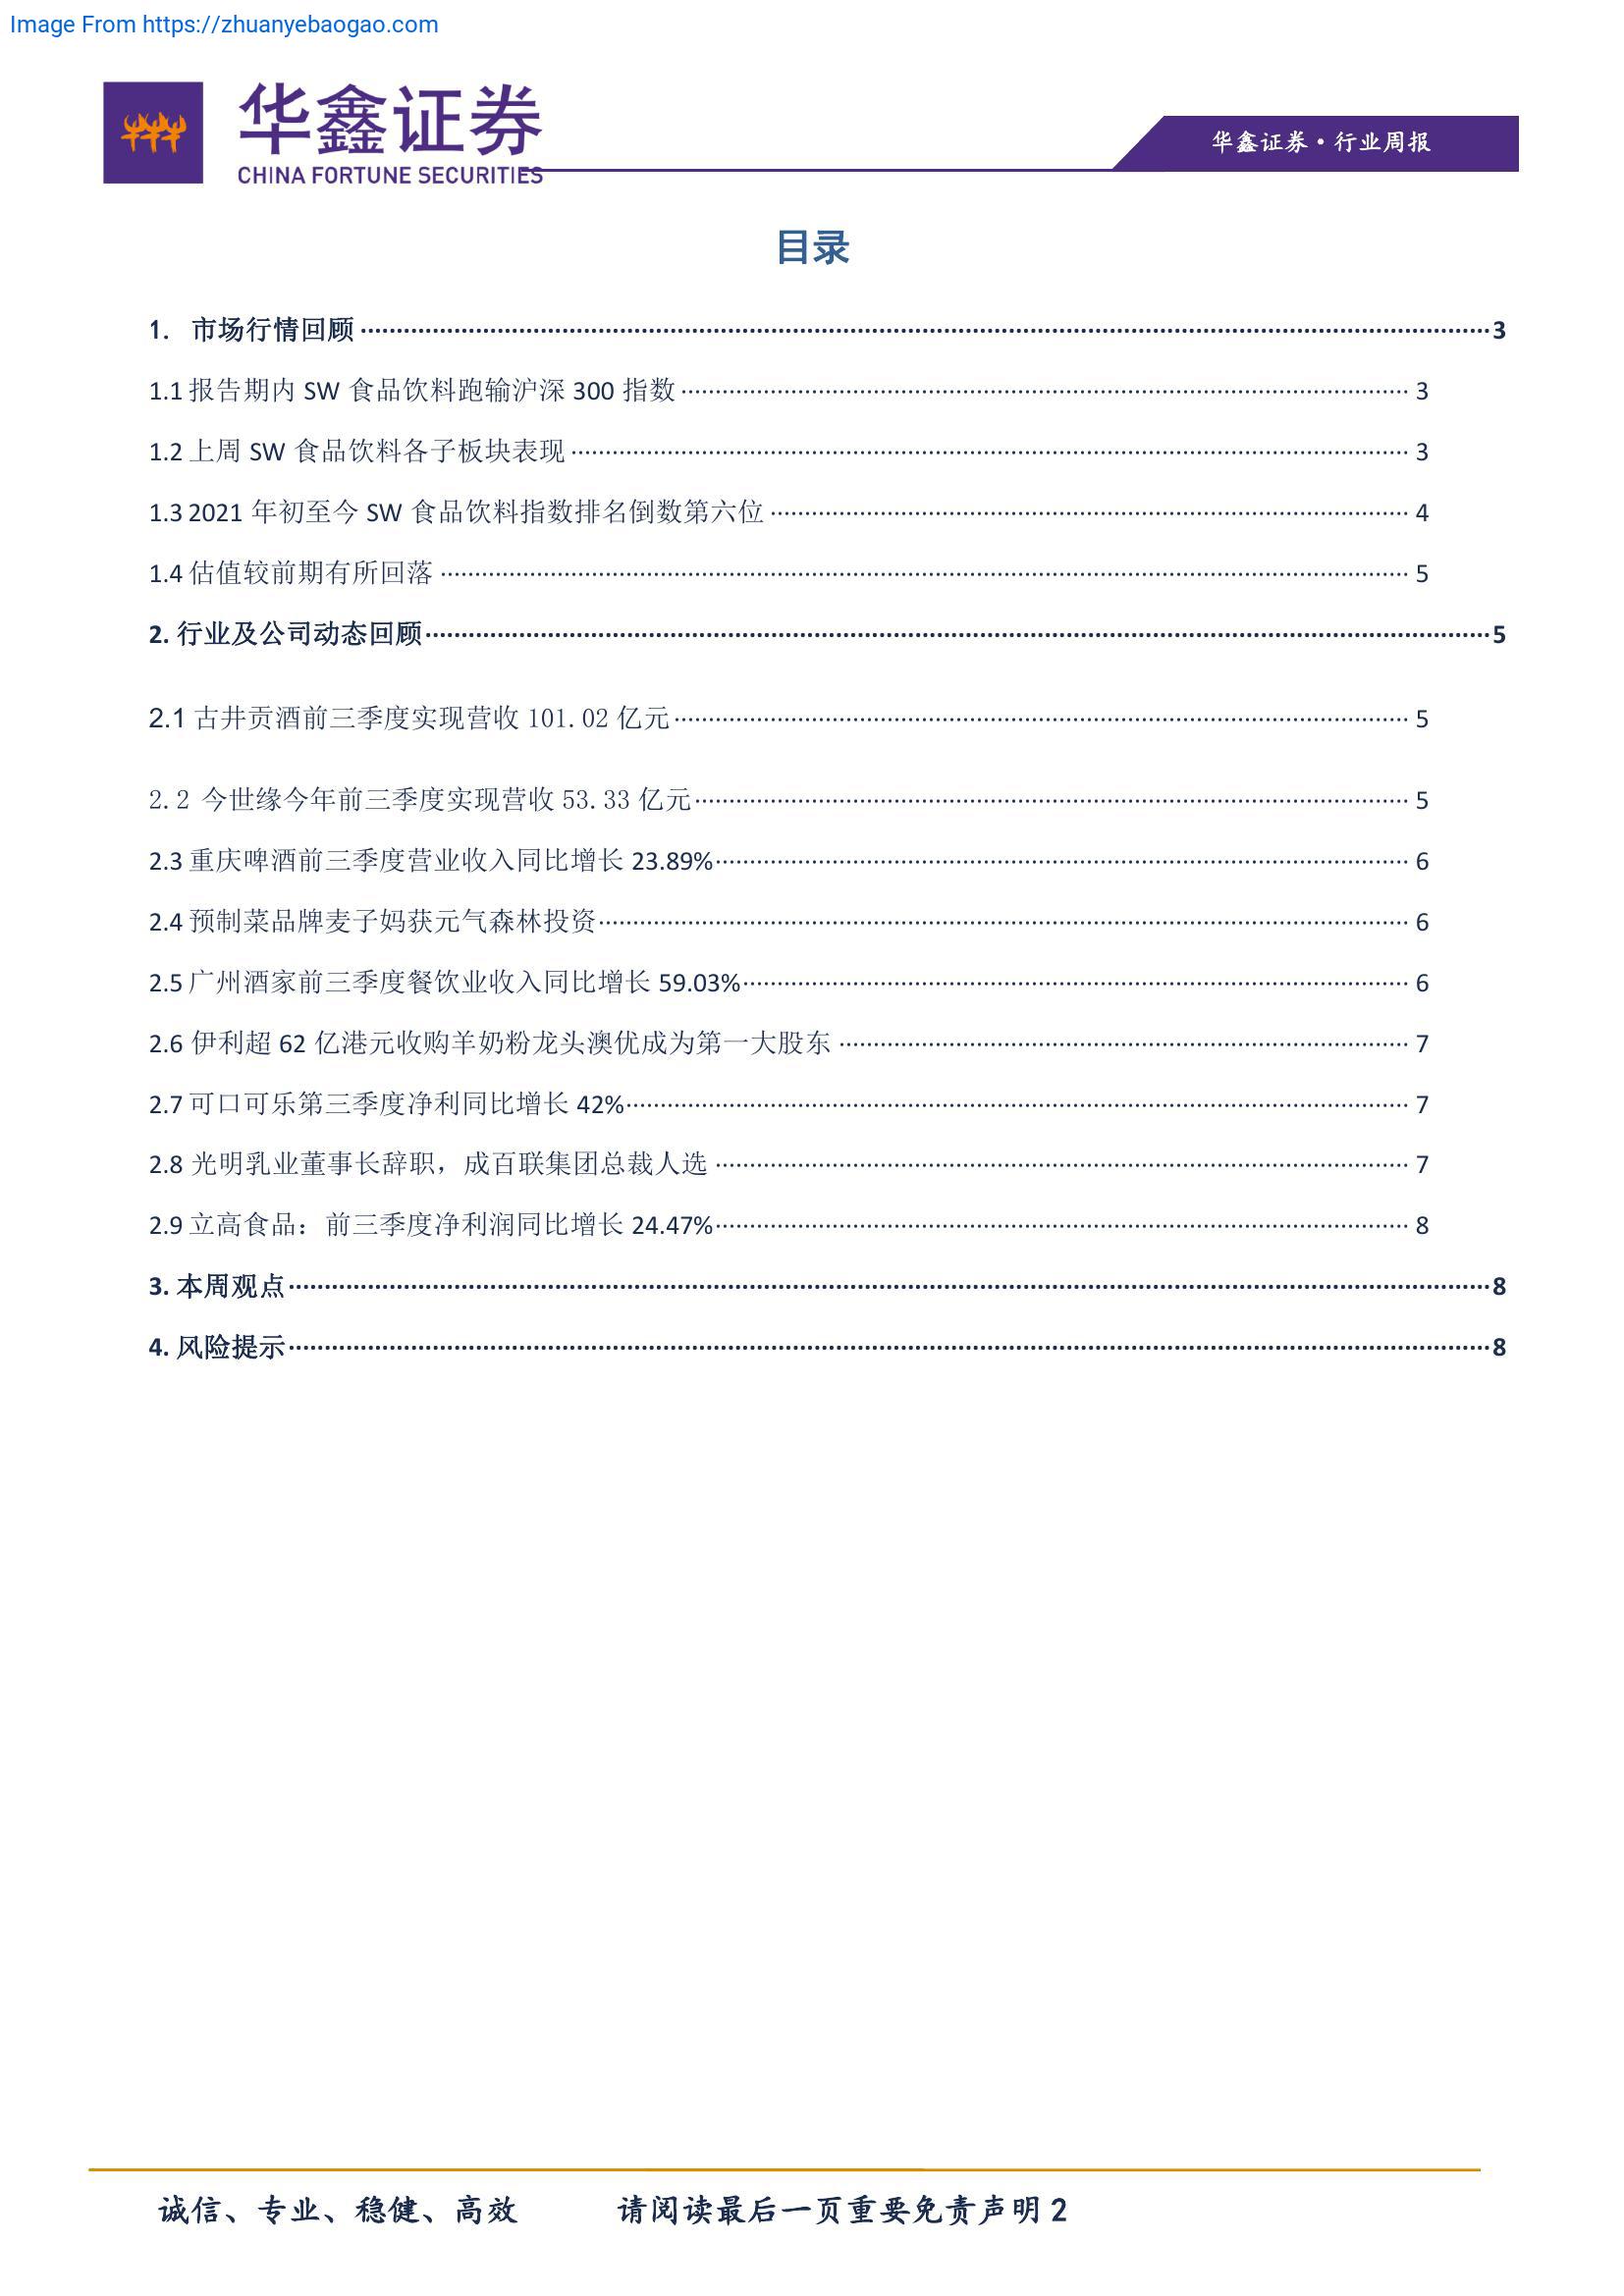 Image From https://zhuanyebaogao.com
华鑫证券
CHINA FORTUNE SECURITIES
华鑫证券·行业周报
目录
1. 市场行情回顾 3
1.1 报告期内 SW 食品饮料跑输沪深 300 指数 3
1.2 上周 SW 食品饮料各子板块表现 3
1.3 2021 年初至今 SW 食品饮料指数排名倒数第六位 4
1.4 估值较前期有所回落 5
2. 行业及公司动态回顾 5
2.1 古井贡酒前三季度实现营收 101.02 亿元 5
2.2 今世缘今年前三季度实现营收 53.33 亿元 5
2.3 重庆啤酒前三季度营业收入同比增长 23.89% 6
2.4 预制菜品牌麦子妈获元气森林投资 6
2.5 广州酒家前三季度餐饮业收入同比增长 59.03% 6
2.6 伊利超 62 亿港元收购羊奶粉龙头澳优成为第一大股东 7
2.7 可口可乐第三季度净利同比增长 42% 7
2.8 光明乳业董事长辞职，成百联集团总裁人选 7
2.9 立高食品：前三季度净利润同比增长 24.47% 8
3. 本周观点 8
4. 风险提示 8
诚信、专业、稳健、高效 请阅读最后一页重要免责声明 2